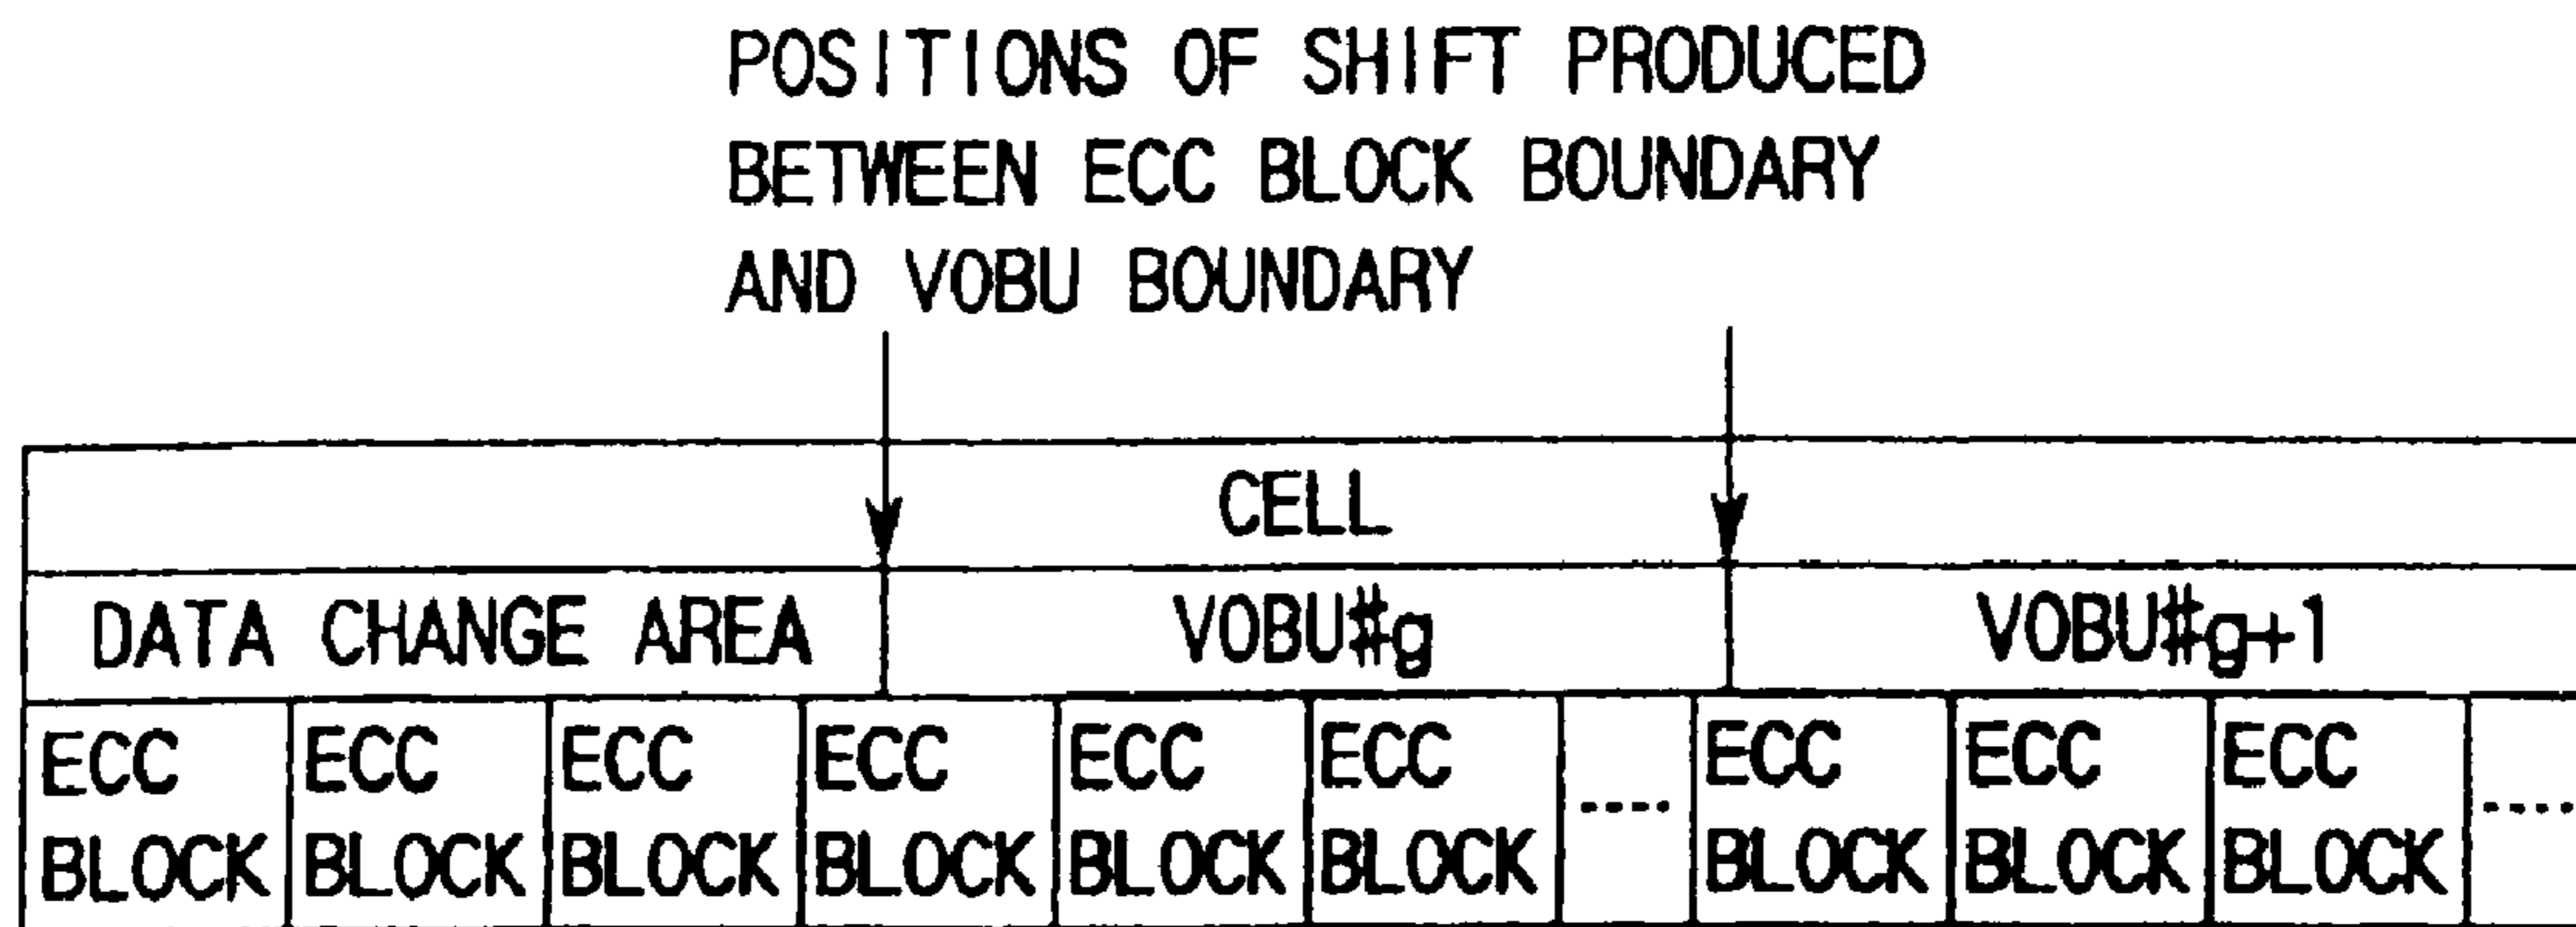 POSITIONS OF SHIFT PRODUCED
BETWEEN ECC BLOCK BOUNDARY
AND VOBU BOUNDARY
CELL
DATA CHANGE AREA VOBU#g VOBU#g+1
ECC ECC ECC ECC ECC ECC ---- ECC ECC ECC ----
BLOCK BLOCK BLOCK BLOCK BLOCK BLOCK BLOCK BLOCK BLOCK